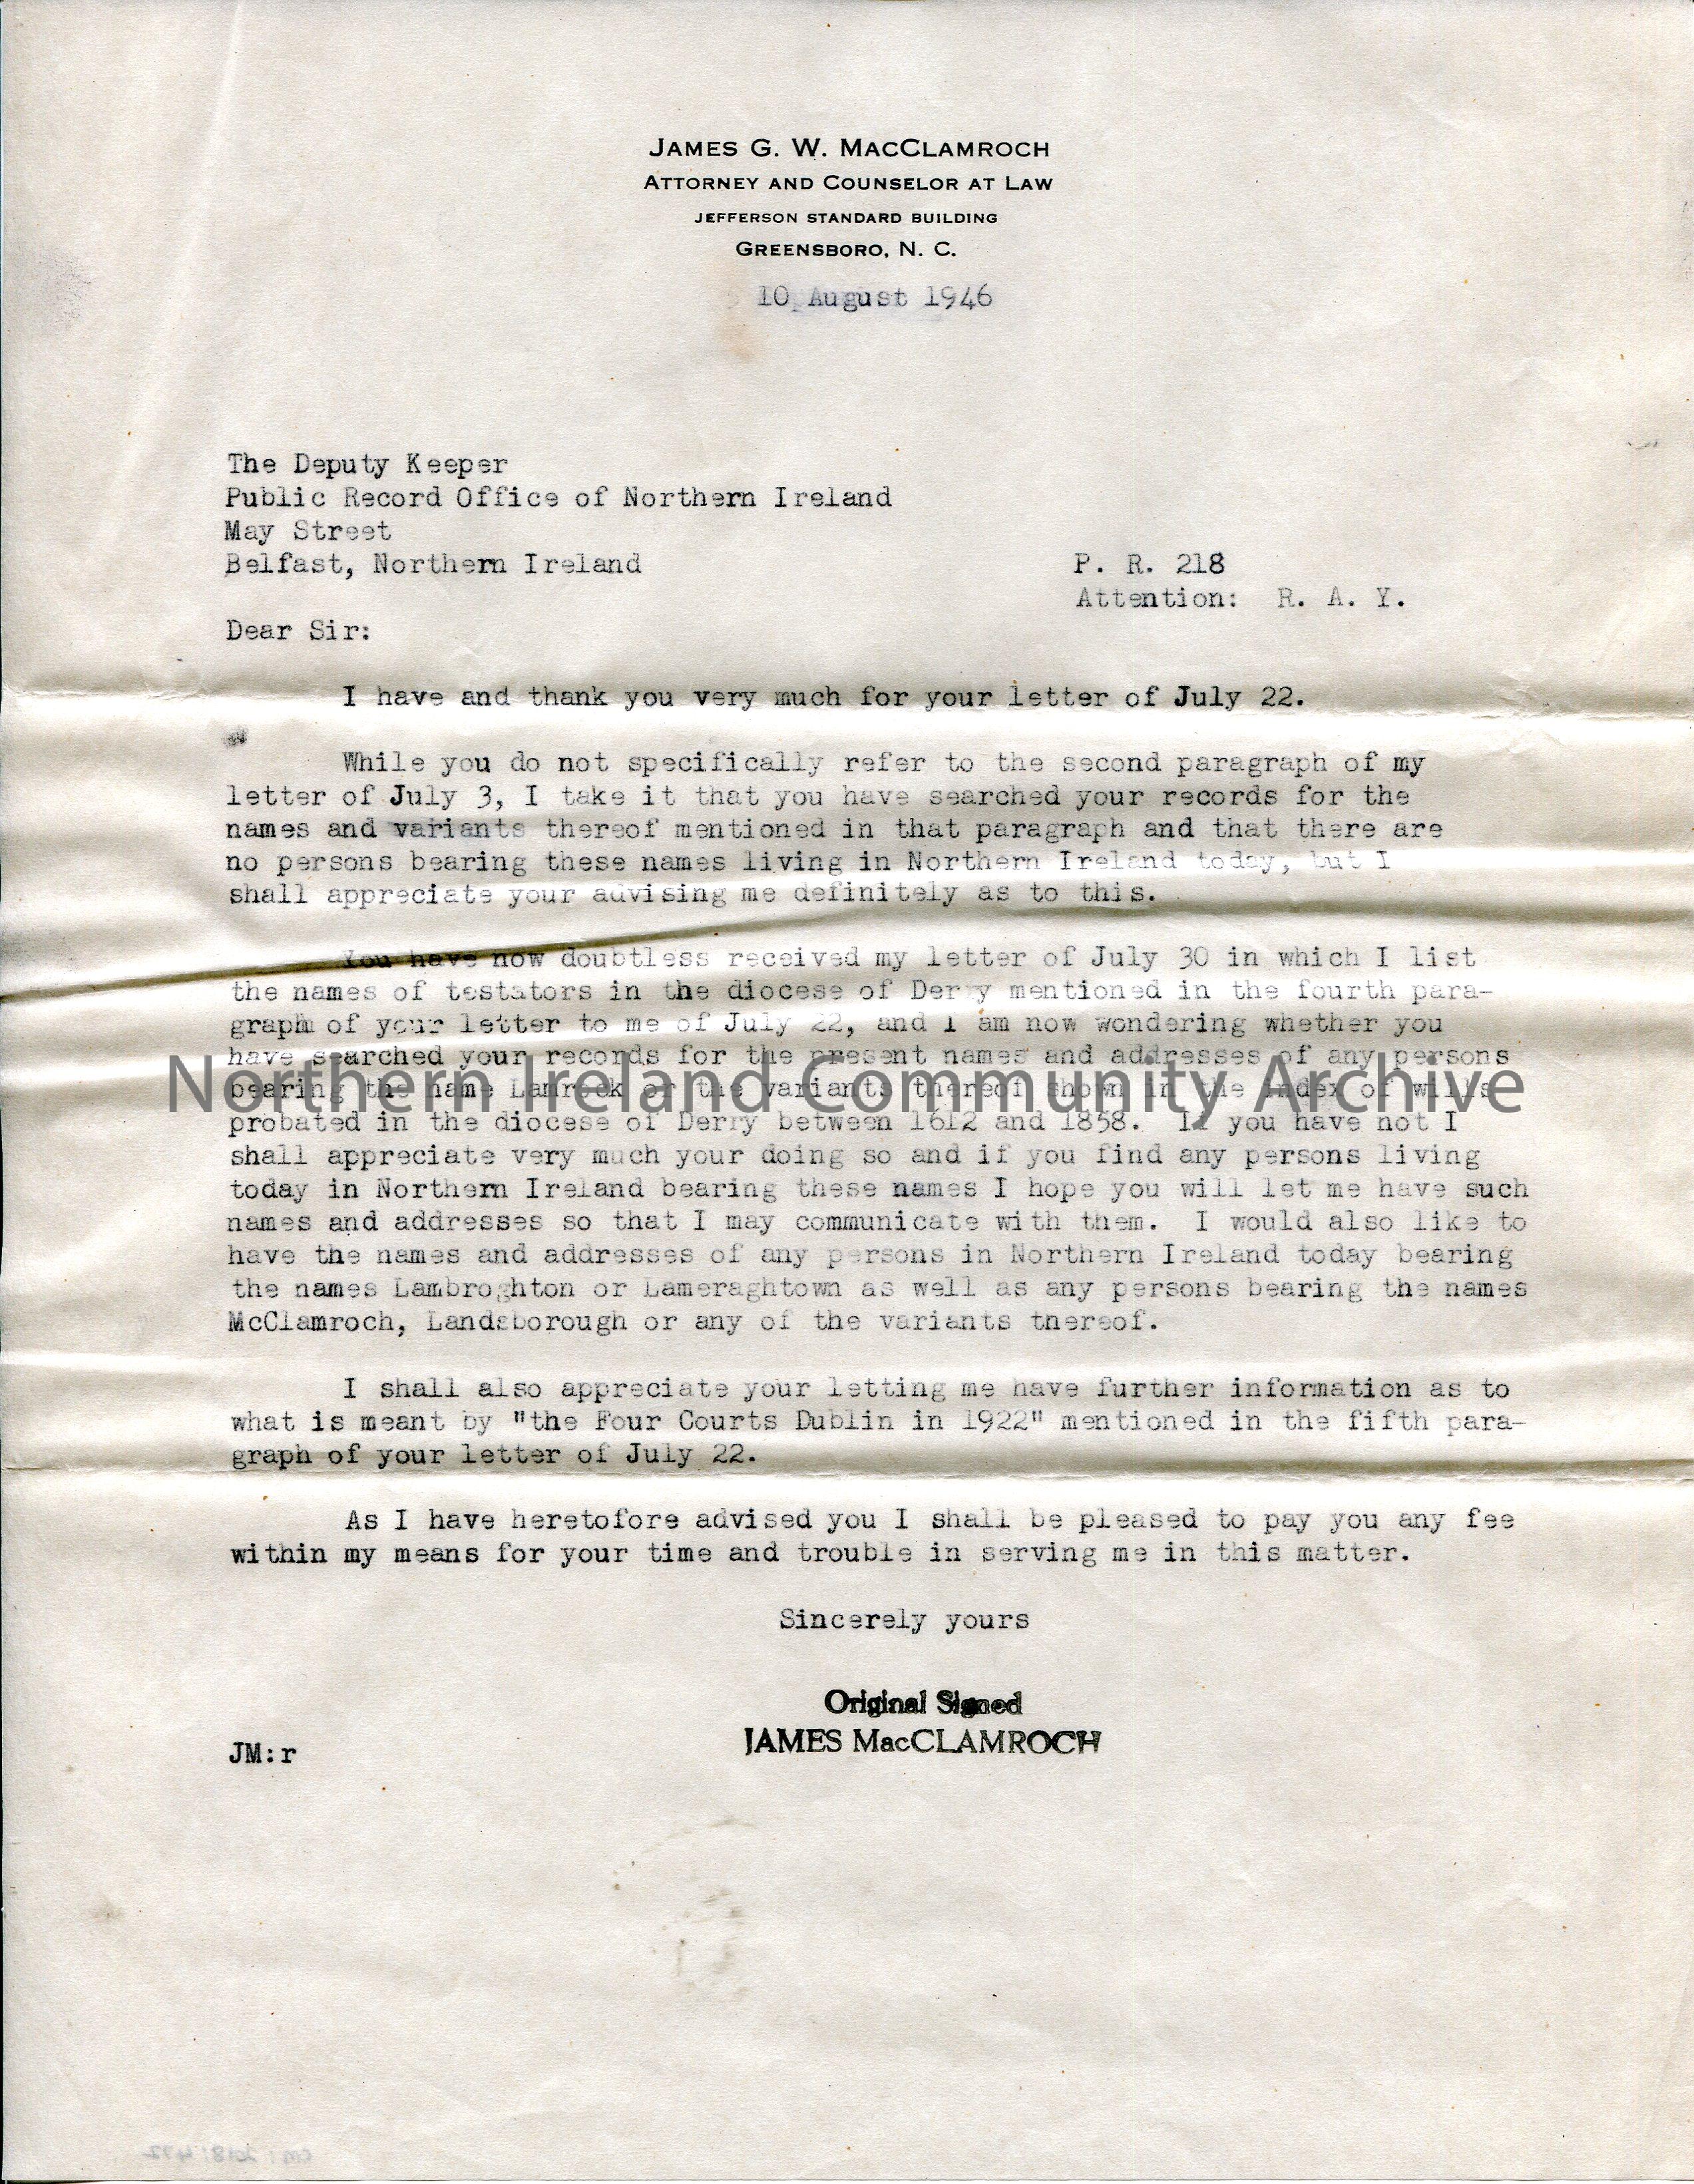 JAMES G. W. MACCLAMROCH
ATTORNEY AND COUNSELOR AT LAW
JEFFERSON STANDARD BUILDING
GREENSBORO, N. C.
10 August 1946
The Deputy Keeper
Public Record Office of Northern Ireland
May Street
Belfast, Northern Ireland
P. R. 218
Attention: R. A. Y.
Dear Sir:
I have and thank you very much for your letter of July 22.
While you do not specifically refer to the second paragraph of my
letter of July 3, I take it that you have searched your records for the
names and variants thereof mentioned in that paragraph and that there are
no persons bearing these names living in Northern Ireland today, but I
shall appreciate your advising me definitely as to this.
You have now doubtless received my letter of July 30 in which I list
the names of testators in the diocese of Derry mentioned in the fourth para-
graph of your letter to me of July 22, and I am now wondering whether you
have searched your records for the present names and addresses of any persons
bearing the name Lamrock or the variants thereof shown in the index of wills
probated in the diocese of Derry between 1612 and 1858. If you have not I
shall appreciate very much your doing so and if you find any persons living
today in Northern Ireland bearing these names I hope you will let me have such
names and addresses so that I may communicate with them. I would also like to
have the names and addresses of any persons in Northern Ireland today bearing
the names Lambroghton or Lameraghtown as well as any persons bearing the names
McClamroch, Landsborough or any of the variants thereof.
I shall also appreciate your letting me have further information as to
what is meant by "the Four Courts Dublin in 1922" mentioned in the fifth para-
graph of your letter of July 22.
As I have heretofore advised you I shall be pleased to pay you any fee
within my means for your time and trouble in serving me in this matter.
Sincerely yours
Original Signed
JAMES MacCLAMROCH
JM:r
Northern Ireland Community Archive